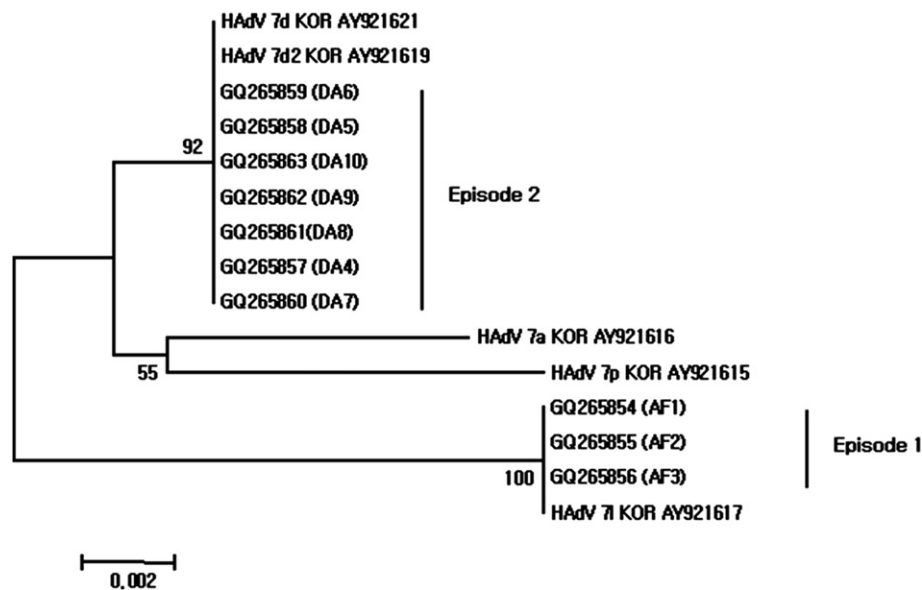 HAdV 7d KOR AY921621
HAdV 7d2 KOR AY921619
GQ265859 (DA6)
GQ265858 (DA5)
92
GQ265863 (DA10)
GQ265862 (DA9)
Episode 2
GQ265861(DA8)
GQ265857 (DA4)
GQ265860 (DA7)
HAdV 7a KOR AY921616
55
HAdV 7p KOR AY921615
GQ265854 (AF1)
GQ265855 (AF2)
Episode 1
GQ265856 (AF3)
100
HAdV 7l KOR AY921617
0.002